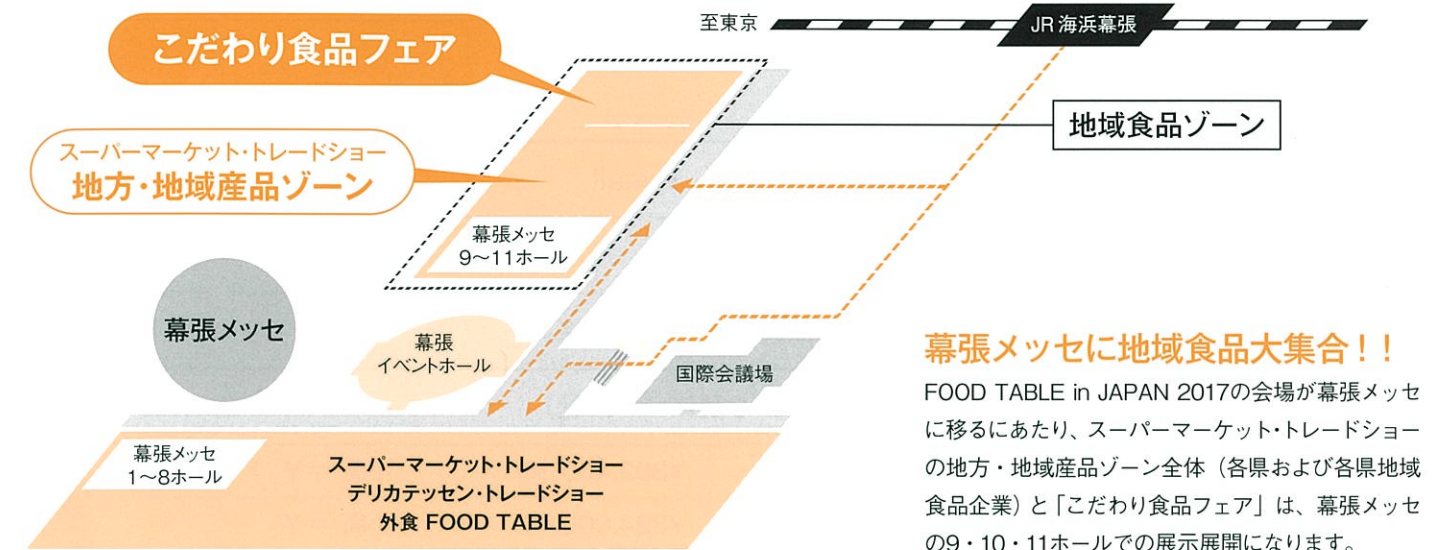 至東京
JR 海浜幕張
こだわり食品フェア
地域食品ゾーン
スーパーマーケット・トレードショー
地方・地域産品ゾーン
幕張メッセ
9〜11ホール
幕張メッセ
幕張
イベントホール
国際会議場
幕張メッセ
1〜8ホール
スーパーマーケット・トレードショー
デリカテッセン・トレードショー
外食 FOOD TABLE
幕張メッセに地域食品大集合！！
FOOD TABLE in JAPAN 2017の会場が幕張メッセ
に移るにあたり、スーパーマーケット・トレードショー
の地方・地域産品ゾーン全体（各県および各県地域
食品企業）と「こだわり食品フェア」は、幕張メッセ
の9・10・11ホールでの展示展開になります。